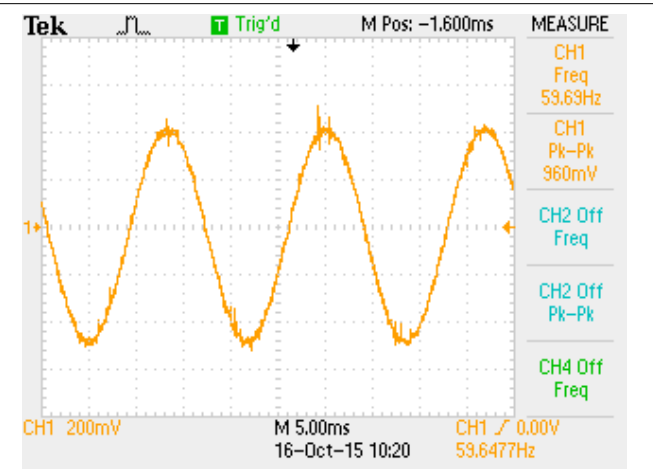 Tek T Trig'd M Pos: −1.600ms MEASURE
CH1
Freq
59.69Hz
CH1
Pk−Pk
960mV
1
CH2 Off
Freq
CH2 Off
Pk−Pk
CH4 Off
Freq
CH1 200mV M 5.00ms CH1 0.00V
16−Oct−15 10:20 59.6477Hz